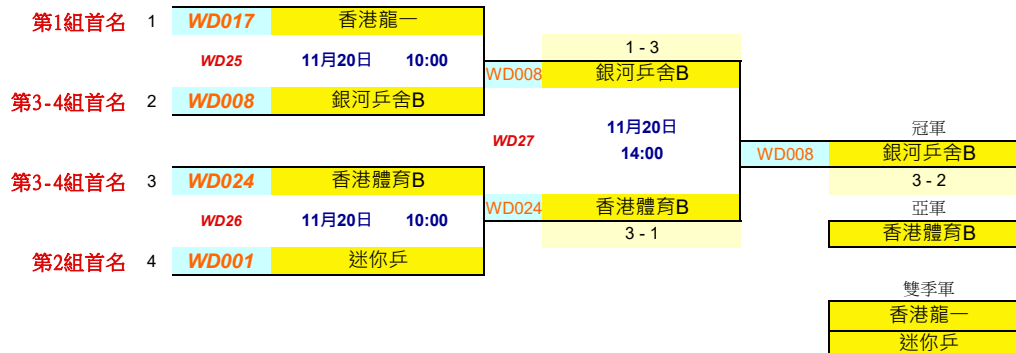 第1組首名 1 WD017 香港龍一
1 - 3
WD25 11月20日 10:00
WD008 銀河乒舍B
第3-4組首名 2 WD008 銀河乒舍B
11月20日
冠軍
WD27
14:00
WD008 銀河乒舍B
第3-4組首名 3 WD024 香港體育B
3 - 2
WD024 香港體育B
亞軍
WD26 11月20日 10:00
3 - 1
香港體育B
第2組首名 4 WD001 迷你乒
雙季軍
香港龍一
迷你乒